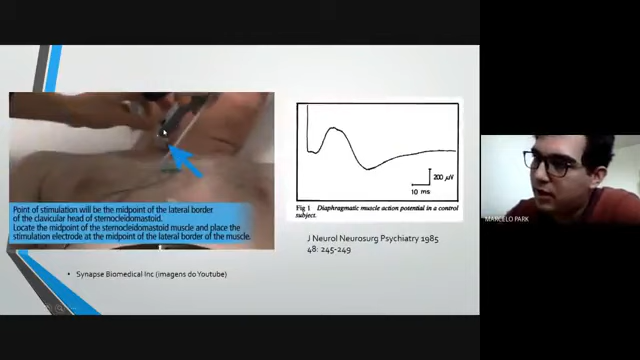 Point of stimulation will be the midpoint of the lateral border
of the clavicular head of sternocleidomastoid.
Locate the midpoint of the sternocleidomastoid muscle and place the
stimulation electrode at the midpoint of the lateral border of the muscle.
• Synapse Biomedical Inc (imagens do Youtube)
200 µV
10 ms
Fig 1 Diaphragmatic muscle action potential in a control
subject.
J Neurol Neurosurg Psychiatry 1985
48: 245-249
MARCELO PARK